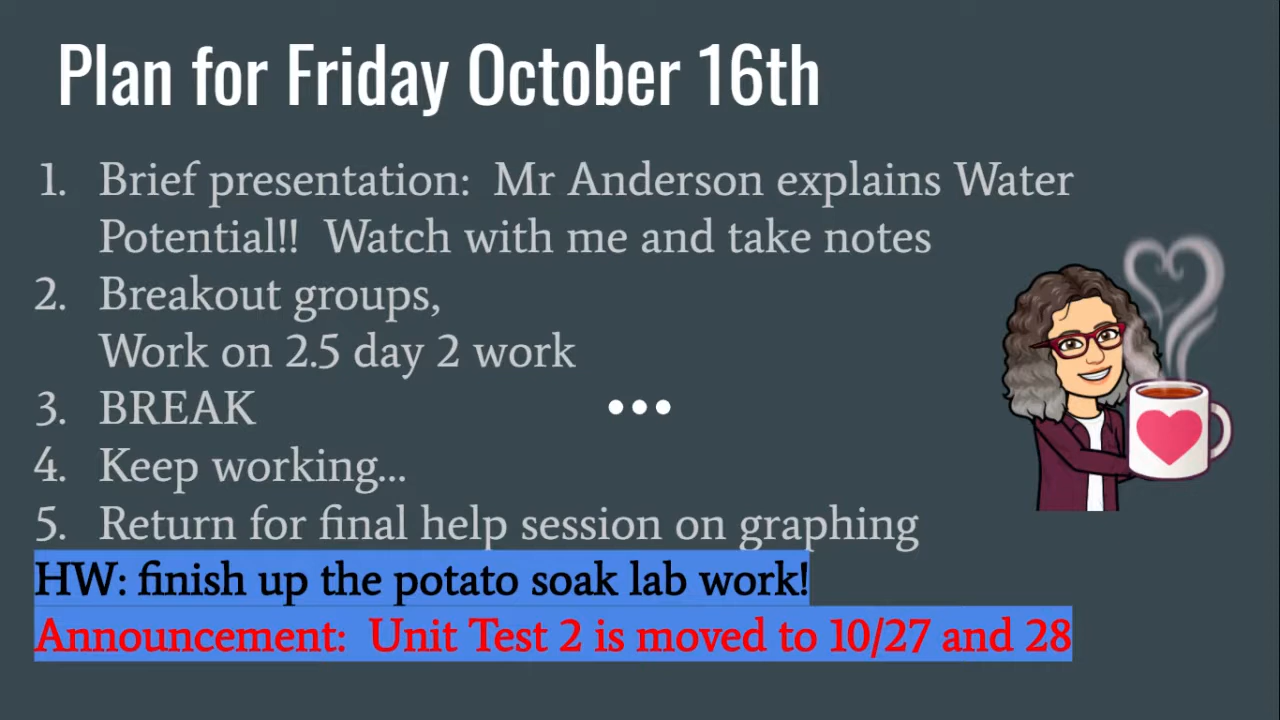 Plan for Friday October 16th
1. Brief presentation:  Mr Anderson explains Water
Potential!!  Watch with me and take notes
2. Breakout groups,
Work on 2.5 day 2 work
3. BREAK
...
4. Keep working...
5. Return for final help session on graphing
HW: finish up the potato soak lab work!
Announcement:  Unit Test 2 is moved to 10/27 and 28